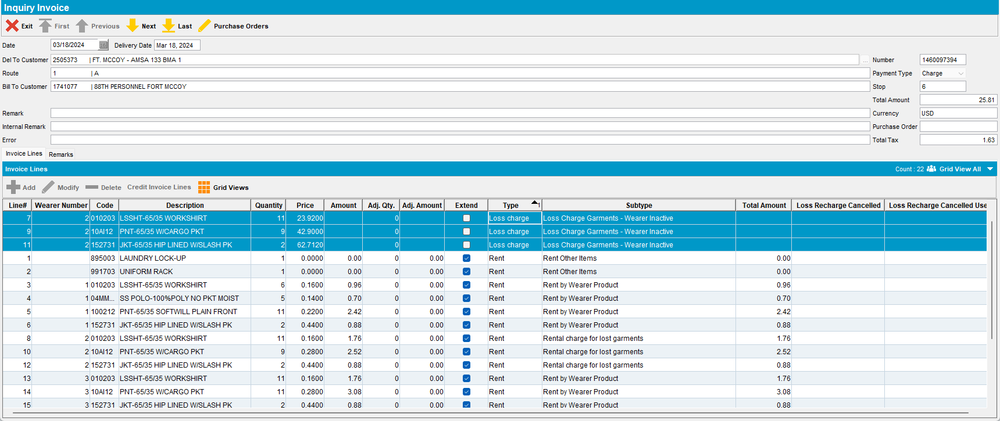 Inquiry Invoice
Exit First Previous Next Last Purchase Orders
Date 03/18/2024 16 Delivery Date Mar 18, 2024
Del To Customer 2505373 | FT. MCCOY - AMSA 133 BMA 1 ... Number 1460097394
Route 1 | A Payment Type Charge
Bill To Customer 1741077 | 88TH PERSONNEL FORT MCCOY Stop 6
Total Amount 25.81
Remark Currency USD
Internal Remark Purchase Order
Error Total Tax 1.63
Invoice Lines Remarks
Invoice Lines Count : 22 Grid View All
Add Modify Delete Credit Invoice Lines Grid Views
Line# Wearer Number Code Description Quantity Price Amount Adj. Qty. Adj. Amount Extend Type 1 Subtype Total Amount Loss Recharge Cancelled Loss Recharge Cancelled Use
7 2 010203 LSSHT-65/35 WORKSHIRT 11 23.9200 0 Loss charge Loss Charge Garments - Wearer Inactive
9 2 10AI12 PNT-65/35 W/CARGO PKT 9 42.9000 0 Loss charge Loss Charge Garments - Wearer Inactive
11 2 152731 JKT-65/35 HIP LINED W/SLASH PK 2 62.7120 0 Loss charge Loss Charge Garments - Wearer Inactive
1 895003 LAUNDRY LOCK-UP 1 0.0000 0.00 0 0.00 Rent Rent Other Items 0.00
2 991703 UNIFORM RACK 1 0.0000 0.00 0 0.00 Rent Rent Other Items 0.00
3 1 010203 LSSHT-65/35 WORKSHIRT 6 0.1600 0.96 0 0.00 Rent Rent by Wearer Product 0.96
4 1 04MM... SS POLO-100%POLY NO PKT MOIST 5 0.1400 0.70 0 0.00 Rent Rent by Wearer Product 0.70
5 1 100212 PNT-65/35 SOFTWILL PLAIN FRONT 11 0.2200 2.42 0 0.00 Rent Rent by Wearer Product 2.42
6 1 152731 JKT-65/35 HIP LINED W/SLASH PK 2 0.4400 0.88 0 0.00 Rent Rent by Wearer Product 0.88
8 2 010203 LSSHT-65/35 WORKSHIRT 11 0.1600 1.76 0 0.00 Rent Rental charge for lost garments 1.76
10 2 10AI12 PNT-65/35 W/CARGO PKT 9 0.2800 2.52 0 0.00 Rent Rental charge for lost garments 2.52
12 2 152731 JKT-65/35 HIP LINED W/SLASH PK 2 0.4400 0.88 0 0.00 Rent Rental charge for lost garments 0.88
13 3 010203 LSSHT-65/35 WORKSHIRT 11 0.1600 1.76 0 0.00 Rent Rent by Wearer Product 1.76
14 3 10AI12 PNT-65/35 W/CARGO PKT 11 0.2800 3.08 0 0.00 Rent Rent by Wearer Product 3.08
15 3 152731 JKT-65/35 HIP LINED W/SLASH PK 2 0.4400 0.88 0 0.00 Rent Rent by Wearer Product 0.88